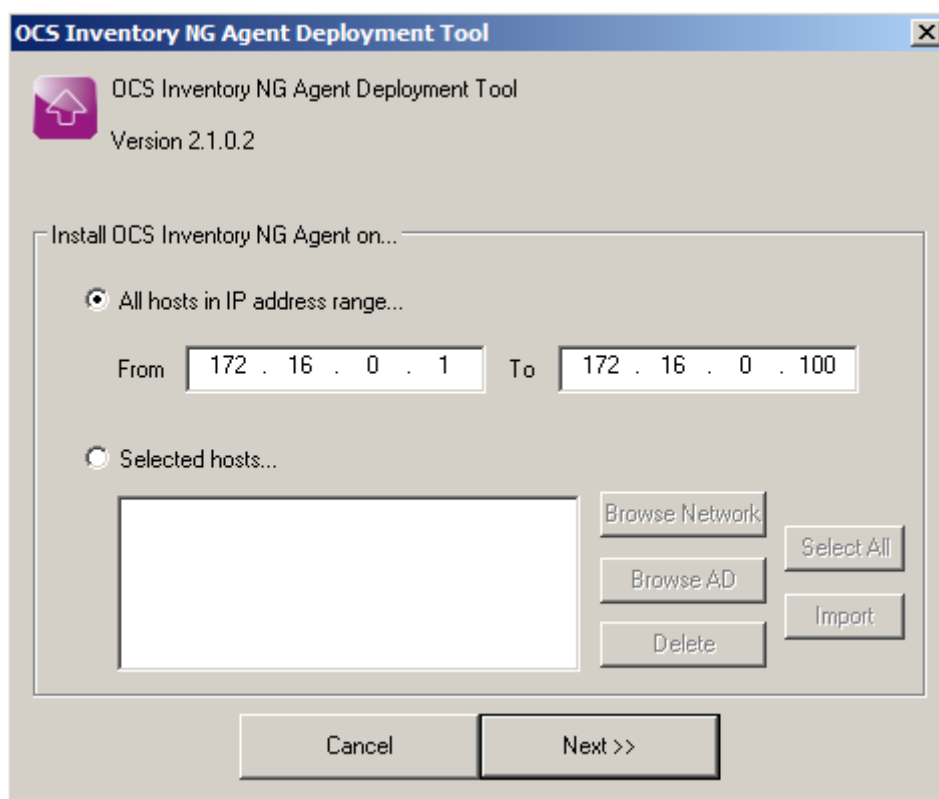 OCS Inventory NG Agent Deployment Tool
OCS Inventory NG Agent Deployment Tool
Version 2.1.0.2
Install OCS Inventory NG Agent on...
All hosts in IP address range...
From 172 . 16 . 0 . 1 To 172 . 16 . 0 . 100
Selected hosts...
Browse Network
Select All
Browse AD
Import
Delete
Cancel Next >>